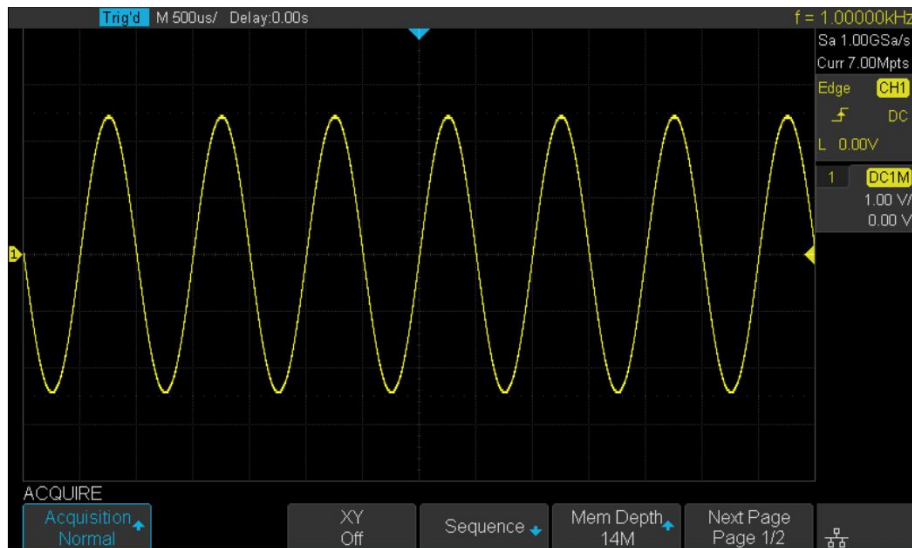 Trig'd M 500us/ Delay:0.00s
f = 1.00000kHz
Sa 1.00GSa/s
Curr 7.00Mpts
Edge CH1
DC
L 0.00V
1 DC1M
1.00 V/
0.00 V
1
ACQUIRE
Acquisition
Normal
XY
Off
Sequence
Mem Depth
14M
Next Page
Page 1/2